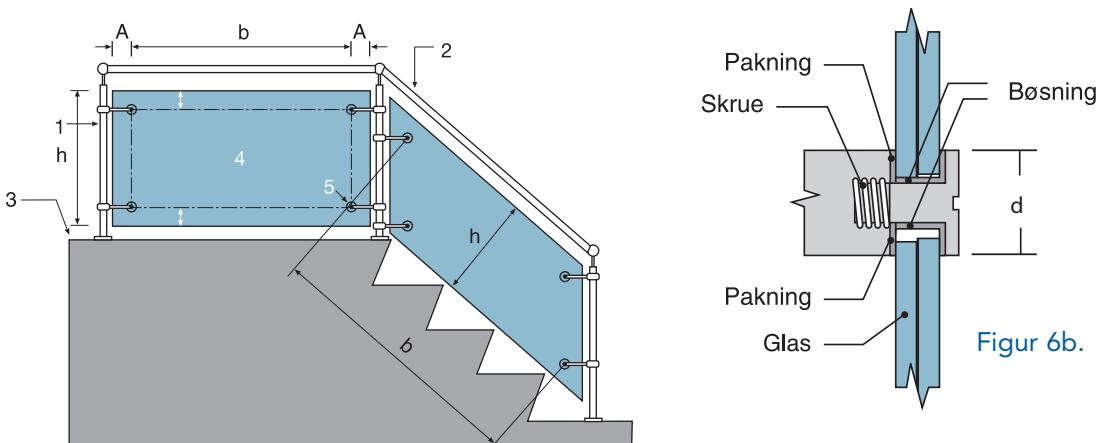 A
b
A
2
1
h
4
5
3
h
b
Pakning
Skrue
Bøsning
d
Pakning
Glas
Figur 6b.